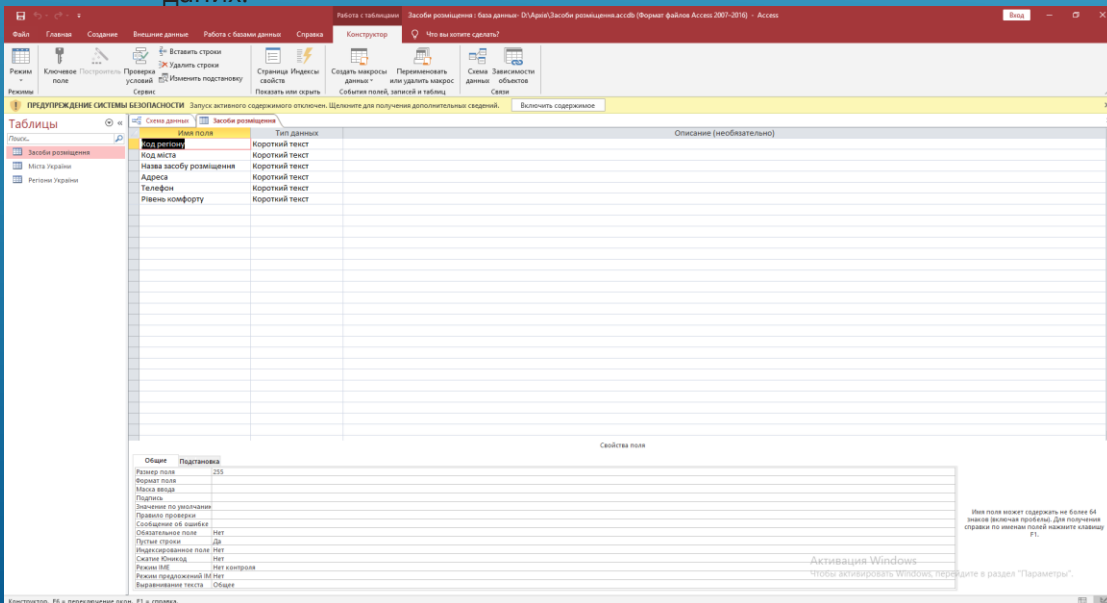 даних.
Работа с таблицами Засоби розміщення : база данных- D:\Архів\Засоби розміщення.accdb (Формат файлов Access 2007–2016) - Access Вход
Файл Главная Создание Внешние данные Работа с базами данных Справка Конструктор Что вы хотите сделать?
Режим Ключевое поле Построитель Проверка условий Вставить строки Удалить строки Изменить подстановку Страница свойств Индексы Создать макросы данных Переименовать или удалить макрос Схема данных Зависимости объектов
Режимы Сервис Показать или скрыть События полей, записей и таблиц Связи
ПРЕДУПРЕЖДЕНИЕ СИСТЕМЫ БЕЗОПАСНОСТИ Запуск активного содержимого отключен. Щелкните для получения дополнительных сведений. Включить содержимое
Таблицы
Поиск...
Засоби розміщення
Міста України
Регіони України
Схема данных Засоби розміщення
Имя поля Тип данных Описание (необязательно)
Код регіону Короткий текст
Код міста Короткий текст
Назва засобу розміщення Короткий текст
Адреса Короткий текст
Телефон Короткий текст
Рівень комфорту Короткий текст
Свойства поля
Общие Подстановка
Размер поля 255
Формат поля
Маска ввода
Подпись
Значение по умолчанию
Правило проверки
Сообщение об ошибке
Обязательное поле Нет
Пустые строки Да
Индексированное поле Нет
Сжатие Юникод Нет
Режим IME Нет контроля
Режим предложений IM Нет
Выравнивание текста Общее
Имя поля может содержать не более 64
знаков (включая пробелы). Для получения
справки по именам полей нажмите клавишу
F1.
Активация Windows
Чтобы активировать Windows, перейдите в раздел "Параметры".
Конструктор. F6 = переключение окон. F1 = справка.